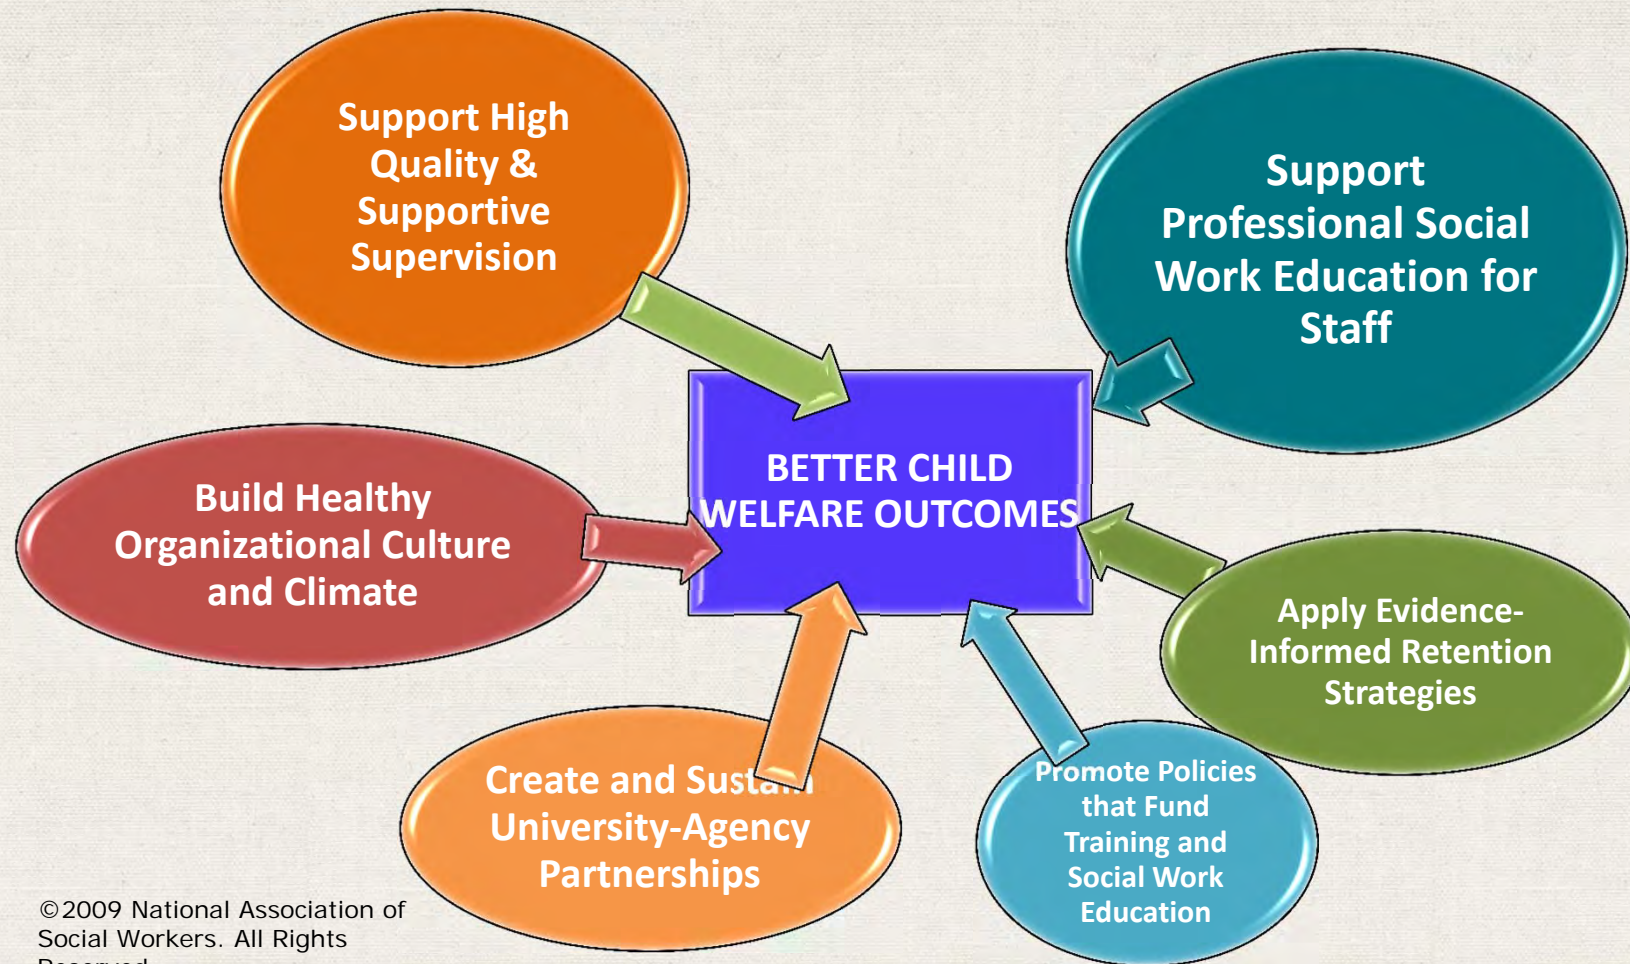 Support High
Quality &
Supportive
Supervision
Support
Professional Social
Work Education for
Staff
BETTER CHILD
WELFARE OUTCOMES
Build Healthy
Organizational Culture
and Climate
Apply Evidence-
Informed Retention
Strategies
Create and Sustain
University-Agency
Partnerships
Promote Policies
that Fund
Training and
Social Work
Education
©2009 National Association of
Social Workers. All Rights
Reserved